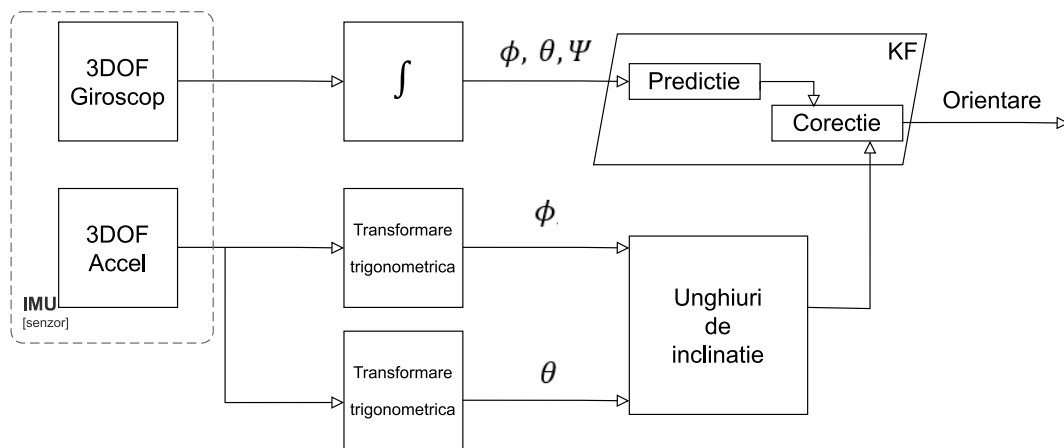 3DOF
Giroscop
∫
ϕ, θ, Ψ
KF
Predictie
Corectie
Orientare
3DOF
Accel
IMU
[senzor]
Transformare
trigonometrica
ϕ
Unghiuri
de
inclinatie
Transformare
trigonometrica
θ